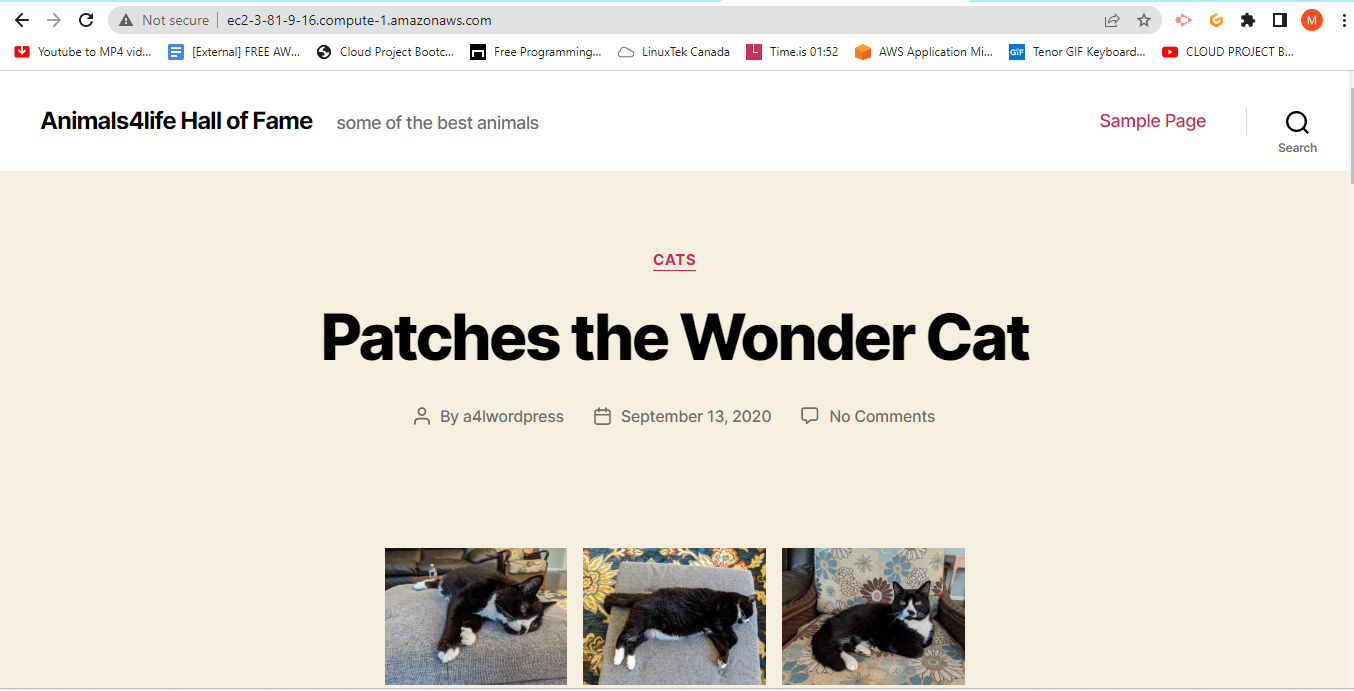 Not secure ec2-3-81-9-16.compute-1.amazonaws.com M
Youtube to MP4 vid... [External] FREE AW... Cloud Project Bootc... Free Programming... LinuxTek Canada L Time.is 01:52 AWS Application Mi... GIF Tenor GIF Keyboard... CLOUD PROJECT B...
Animals4life Hall of Fame some of the best animals Sample Page
Search
CATS
Patches the Wonder Cat
By a4lwordpress September 13, 2020 No Comments